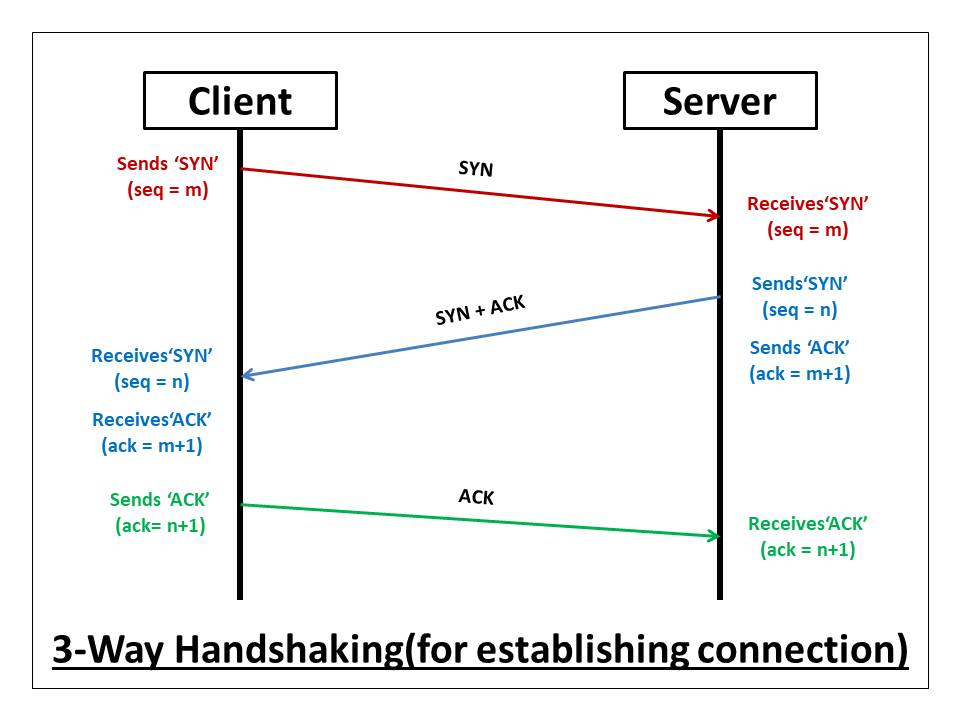 Client
Server
Sends ‘SYN’
(seq = m)
SYN
Receives‘SYN’
(seq = m)
Sends‘SYN’
(seq = n)
SYN + ACK
Sends ‘ACK’
(ack = m+1)
Receives‘SYN’
(seq = n)
Receives‘ACK’
(ack = m+1)
Sends ‘ACK’
(ack= n+1)
ACK
Receives‘ACK’
(ack = n+1)
3-Way Handshaking(for establishing connection)